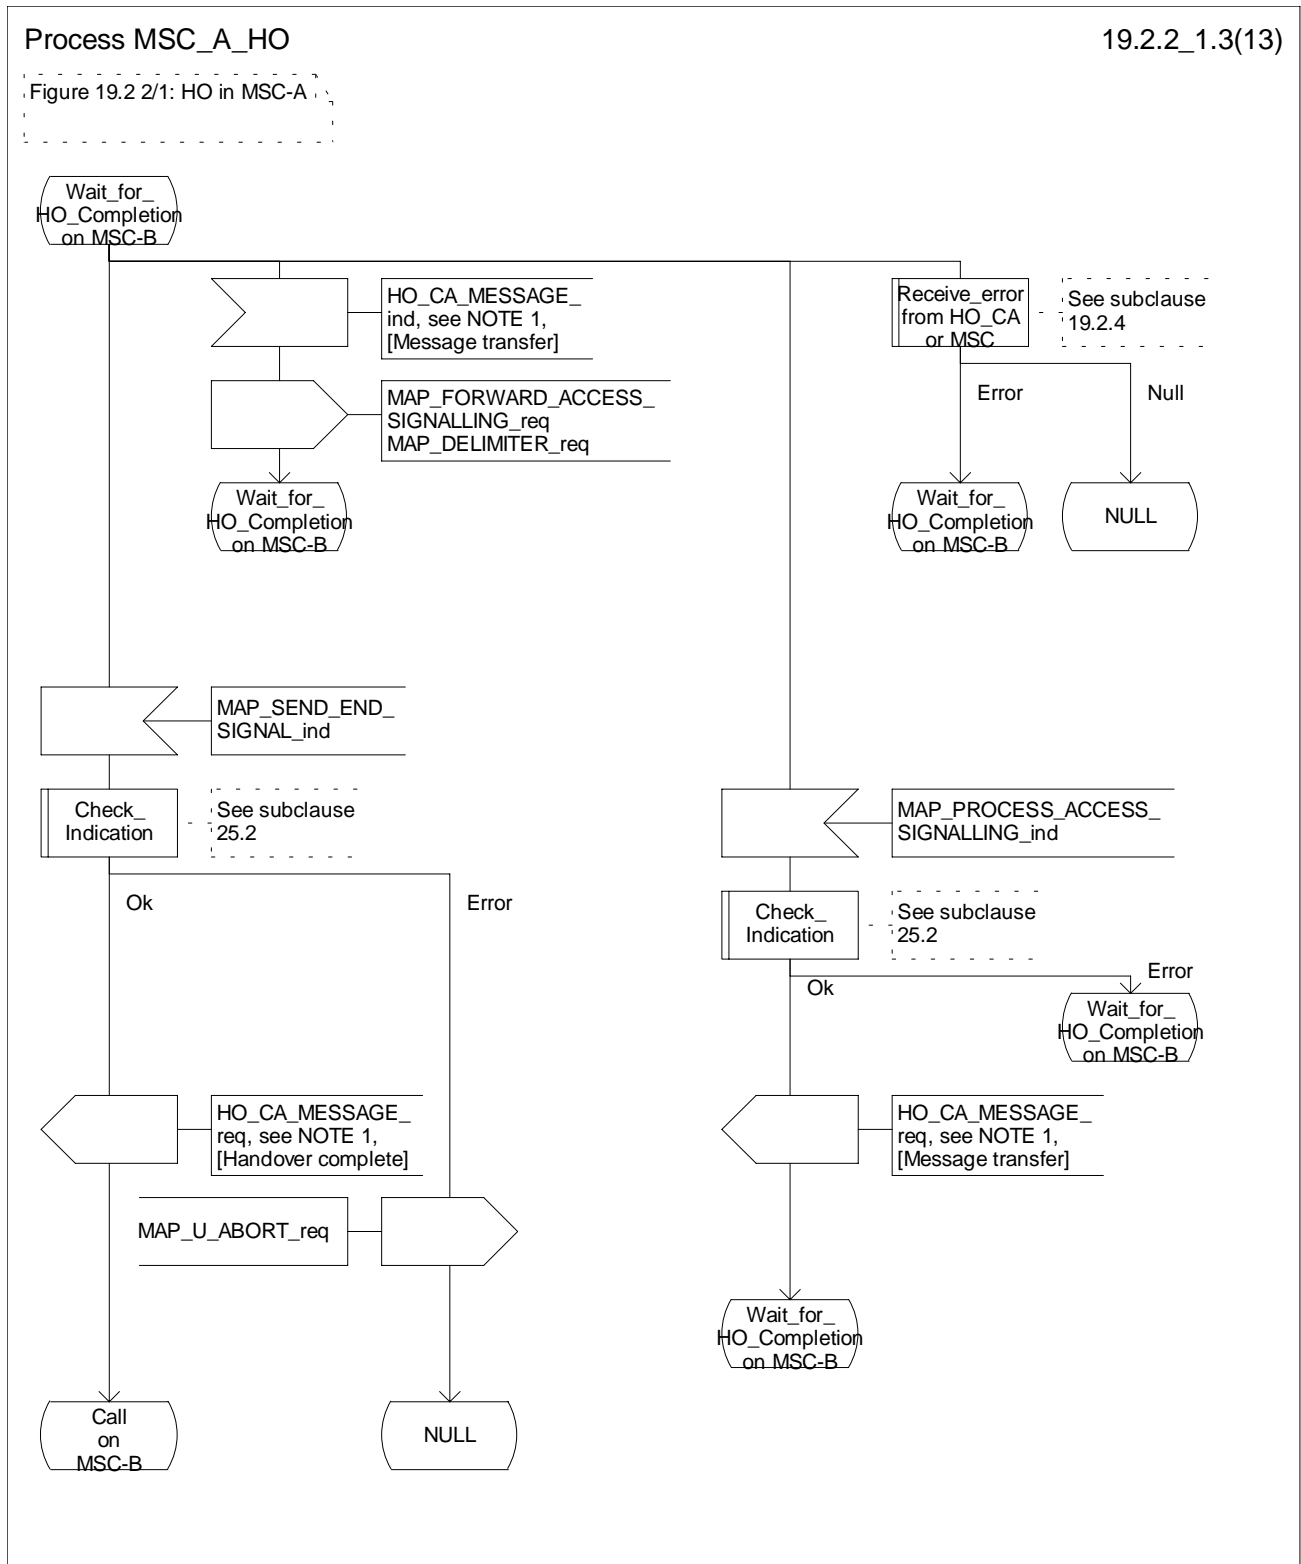 Process MSC_A_HO
19.2.2_1.3(13)
Figure 19.2 2/1: HO in MSC-A
Wait_for_
HO_Completion
on MSC-B
HO_CA_MESSAGE_
ind, see NOTE 1,
[Message transfer]
Receive_error
from HO_CA
or MSC
See subclause
19.2.4
MAP_FORWARD_ACCESS_
SIGNALLING_req
MAP_DELIMITER_req
Error
Null
Wait_for_
HO_Completion
on MSC-B
Wait_for_
HO_Completion
on MSC-B
NULL
MAP_SEND_END_
SIGNAL_ind
Check_
Indication
See subclause
25.2
MAP_PROCESS_ACCESS_
SIGNALLING_ind
Ok
Error
Check_
Indication
See subclause
25.2
Ok
Error
Wait_for_
HO_Completion
on MSC-B
HO_CA_MESSAGE_
req, see NOTE 1,
[Handover complete]
HO_CA_MESSAGE_
req, see NOTE 1,
[Message transfer]
MAP_U_ABORT_req
Wait_for_
HO_Completion
on MSC-B
Call
on
MSC-B
NULL